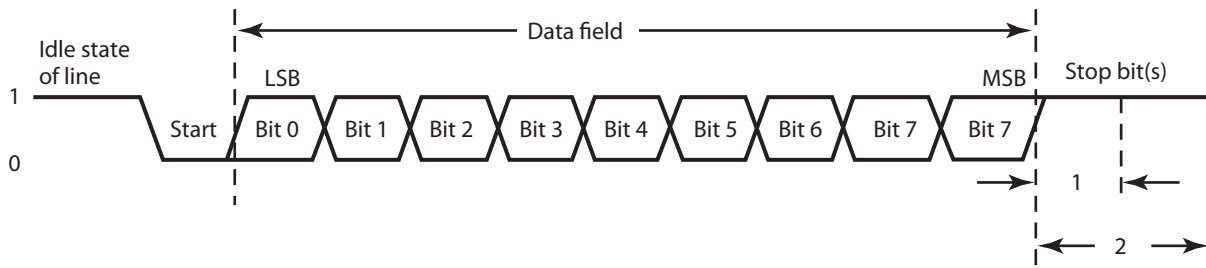 Data field
Idle state
of line
LSB
MSB
Stop bit(s)
1
Start
Bit 0
Bit 1
Bit 2
Bit 3
Bit 4
Bit 5
Bit 6
Bit 7
Bit 7
0
1
2